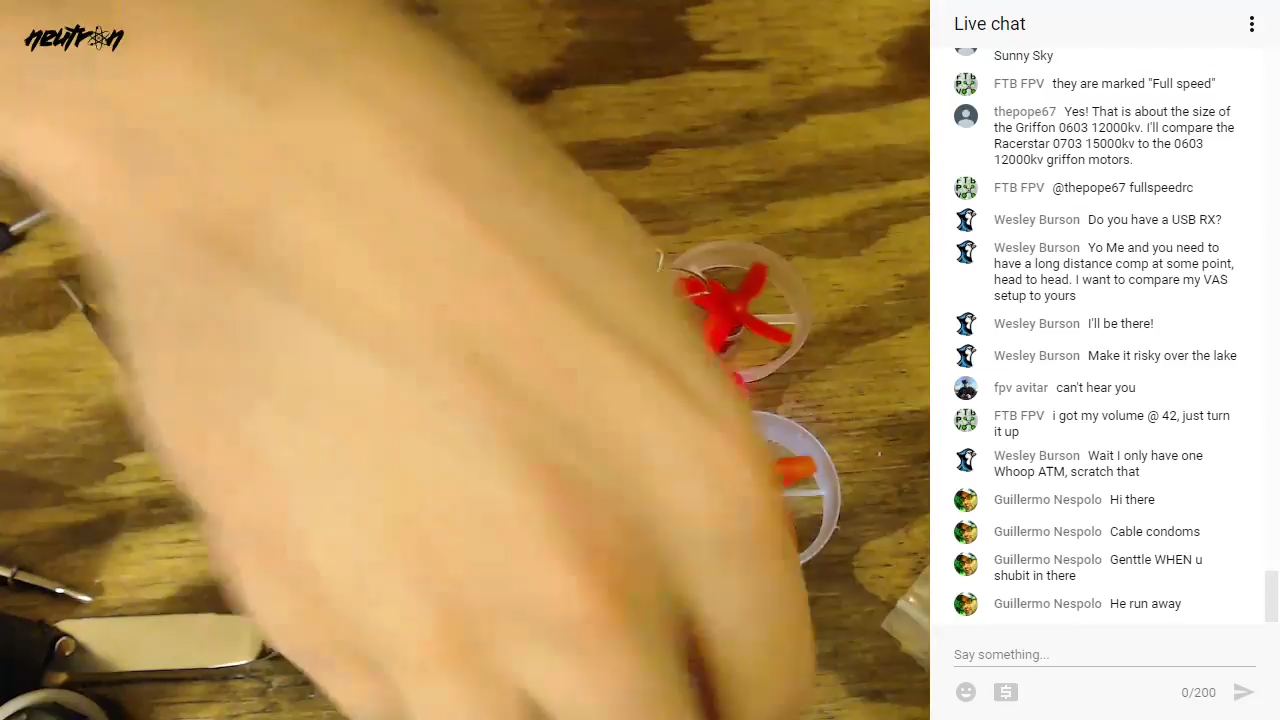 neutron
Live chat
Sunny Sky
FTB FPV they are marked "Full speed"
thepope67 Yes! That is about the size of
the Griffon 0603 12000kv. I'll compare the
Racerstar 0703 15000kv to the 0603
12000kv griffon motors.
FTB FPV @thepope67 fullspeedrc
Wesley Burson Do you have a USB RX?
Wesley Burson Yo Me and you need to
have a long distance comp at some point,
head to head. I want to compare my VAS
setup to yours
Wesley Burson I'll be there!
Wesley Burson Make it risky over the lake
fpv avitar can't hear you
FTB FPV i got my volume @ 42, just turn
it up
Wesley Burson Wait I only have one
Whoop ATM, scratch that
Guillermo Nespolo Hi there
Guillermo Nespolo Cable condoms
Guillermo Nespolo Genttle WHEN u
shubit in there
Guillermo Nespolo He run away
Say something...
0/200